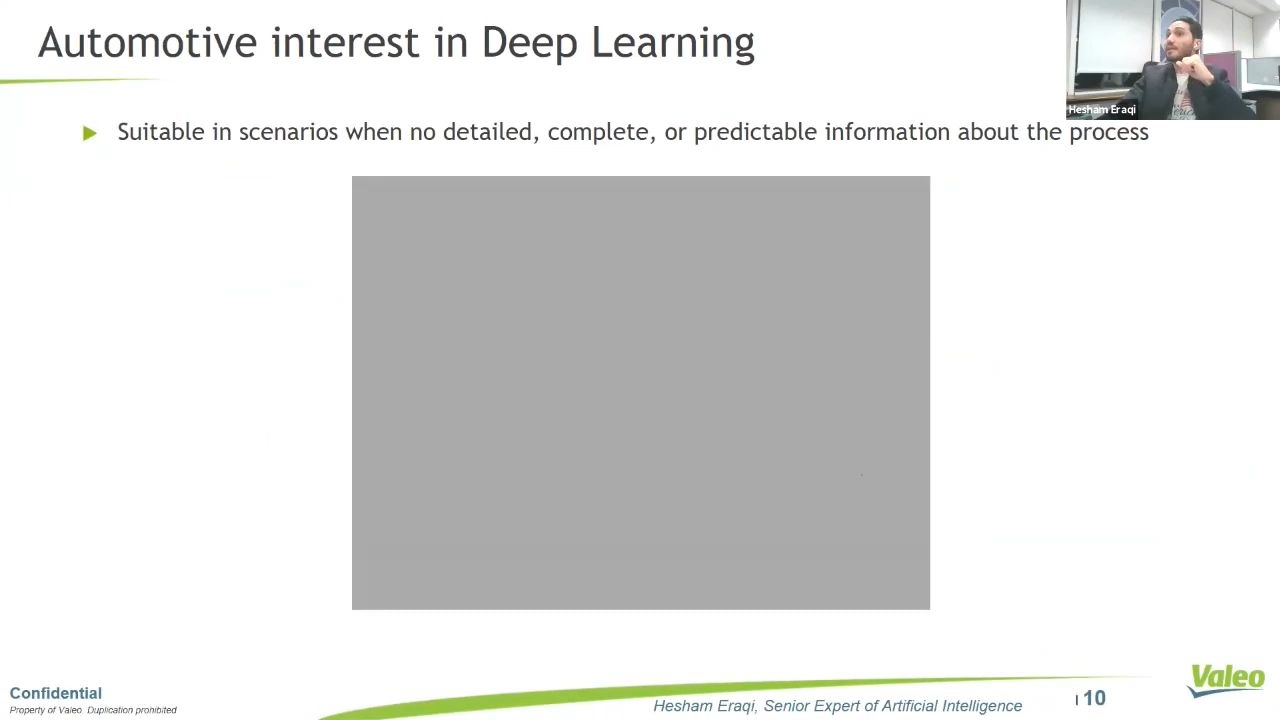 Automotive interest in Deep Learning
Hesham Eraqi
Suitable in scenarios when no detailed, complete, or predictable information about the process
Confidential
Property of Valeo. Duplication prohibited
Hesham Eraqi, Senior Expert of Artificial Intelligence
10
Valeo